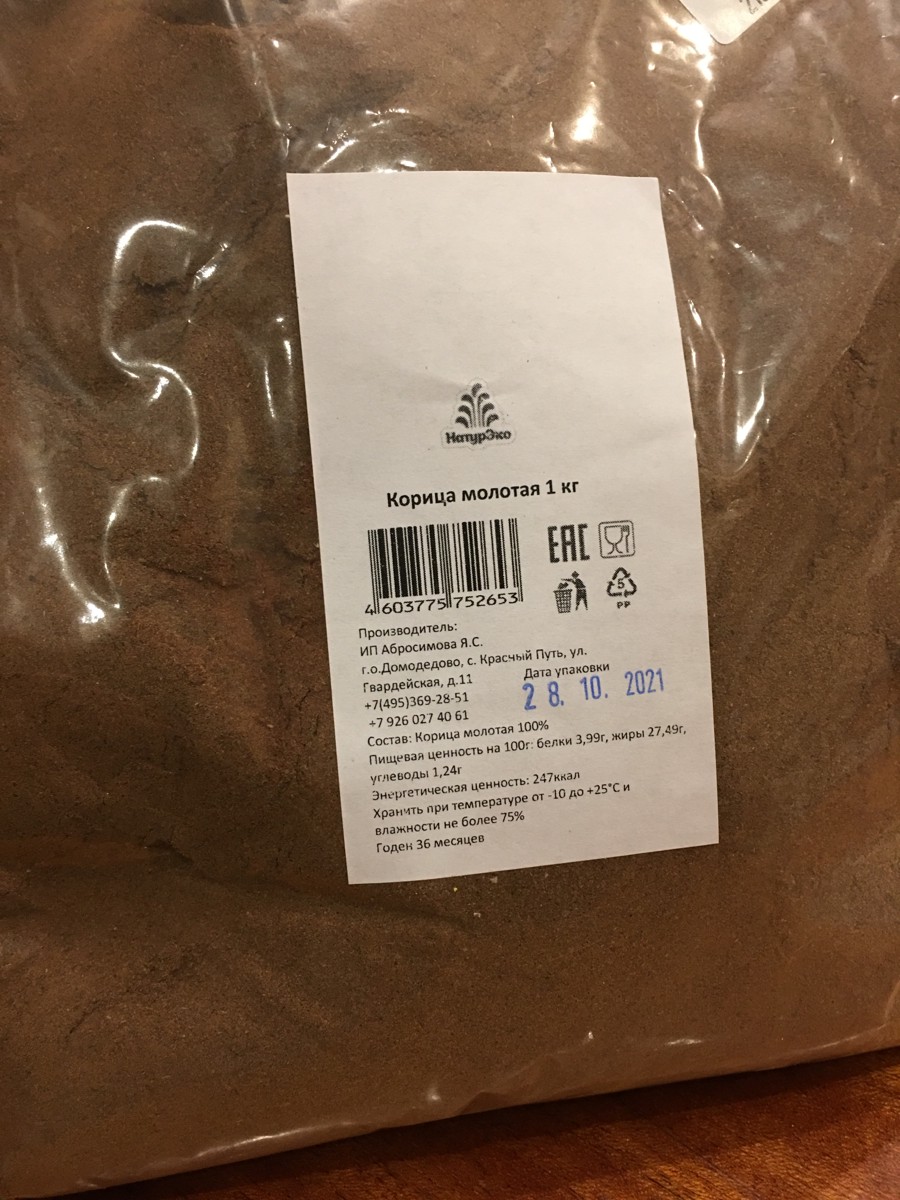 НатурЭко
Корица молотая 1 кг
EAC
4 603775 752653
5
PP
Производитель:
ИП Абросимова Я.С.
г.о.Домодедово, с. Красчый Путь, ул.
Гвардейская, д.11
+7(495)369-28-51
+7 926 027 40 61
Дата упаковки
28. 10. 2021
Состав: Корица молотая 100%
Пищевая ценность на 100г: белки 3,99г, жиры 27,49г,
углеводы 1,24г
Энергетическая ценность: 247ккал
Хранить при температуре от -10 до +25°С и
влажности не более 75%
Годен 36 месяцев